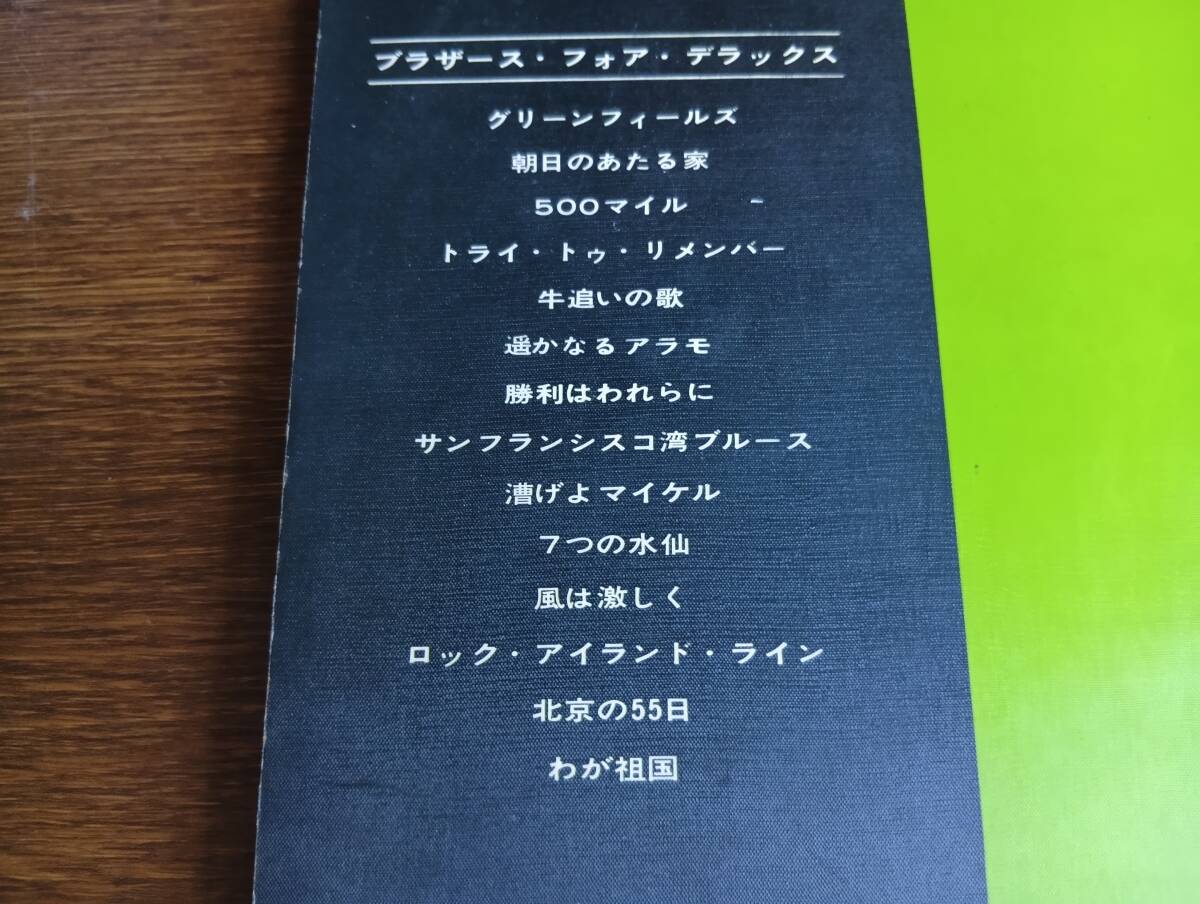 ブラザース・フォア・デラックス
グリーンフィールズ
朝日のあたる家
500マイル
トライ・トゥ・リメンバー
牛追いの歌
遥かなるアラモ
勝利はわれらに
サンフランシスコ湾ブルース
漕げよマイケル
7つの水仙
風は激しく
ロック・アイランド・ライン
北京の55日
わが祖国